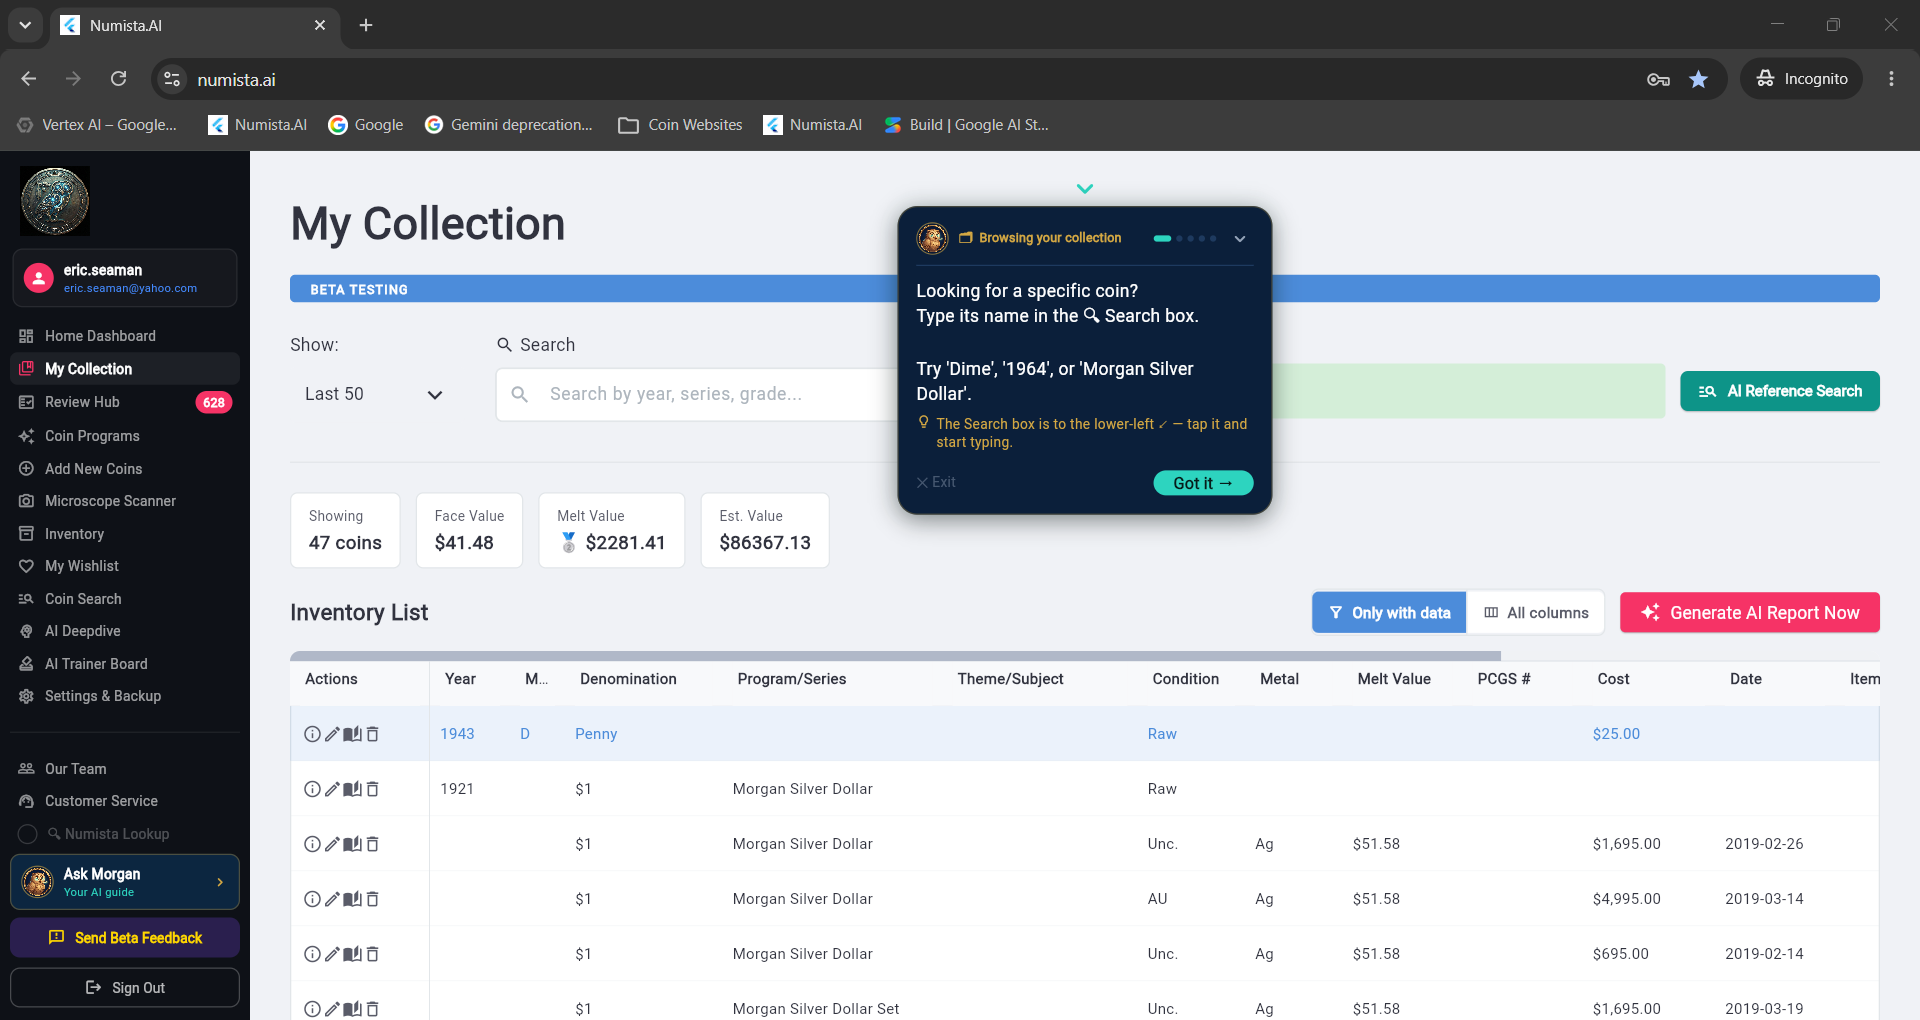 Numista.AI
numista.ai
Incognito
Vertex AI – Google...
Numista.AI
Google
Gemini deprecation...
Coin Websites
Numista.AI
Build | Google AI St...
eric.seaman
eric.seaman@yahoo.com
Home Dashboard
My Collection
Review Hub
628
Coin Programs
Add New Coins
Microscope Scanner
Inventory
My Wishlist
Coin Search
AI Deepdive
AI Trainer Board
Settings & Backup
Our Team
Customer Service
Numista Lookup
Ask Morgan
Your AI guide
Send Beta Feedback
Sign Out
My Collection
BETA TESTING
Show:
Search
Last 50
Search by year, series, grade...
AI Reference Search
Browsing your collection
Looking for a specific coin?
Type its name in the 🔍 Search box.
Try 'Dime', '1964', or 'Morgan Silver
Dollar'.
The Search box is to the lower-left ↙ — tap it and
start typing.
Exit
Got it →
Showing
47 coins
Face Value
$41.48
Melt Value
🥈 $2281.41
Est. Value
$86367.13
Inventory List
Only with data
All columns
Generate AI Report Now
Actions Year M... Denomination Program/Series Theme/Subject Condition Metal Melt Value PCGS # Cost Date Item
1943 D Penny Raw $25.00
1921 $1 Morgan Silver Dollar Raw
$1 Morgan Silver Dollar Unc. Ag $51.58 $1,695.00 2019-02-26
$1 Morgan Silver Dollar AU Ag $51.58 $4,995.00 2019-03-14
$1 Morgan Silver Dollar Unc. Ag $51.58 $695.00 2019-02-14
$1 Morgan Silver Dollar Set Unc. Ag $51.58 $1,695.00 2019-03-19